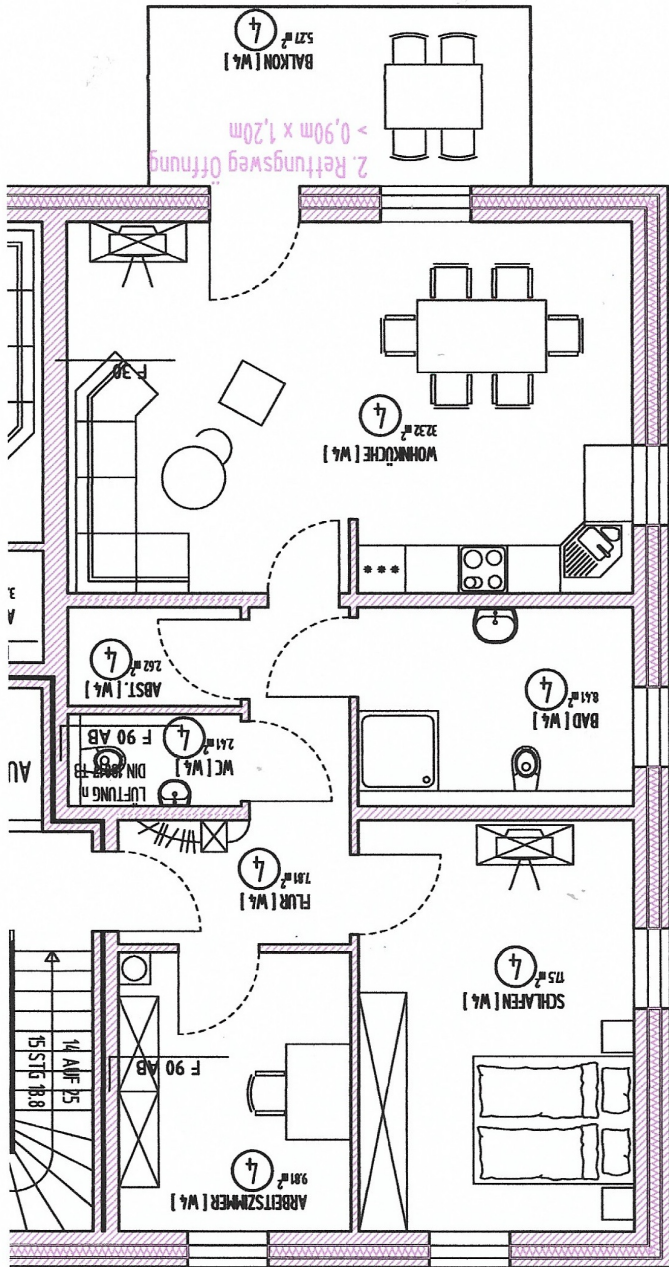 ARBEITSZIMMER [ W4 ]
9.81 m²
4
F 90 AB
15 STG 18.8
14 AUF 25
SCHLAFEN [ W4 ]
17.5 m²
4
FLUR [ W4 ]
7.81 m²
4
LÜFTUNG n
DIN 18017 T3
F 90 AB
WC [ W4 ]
2.41 m²
4
AU
BAD [ W4 ]
8.41 m²
4
ABST. [ W4 ]
2.62 m²
4
A
3.
***
WOHNKÜCHE [ W4 ]
32.32 m²
4
F 30
2. Rettungsweg Öffnung
> 0,90m x 1,20m
BALKON [ W4 ]
5.27 m²
4